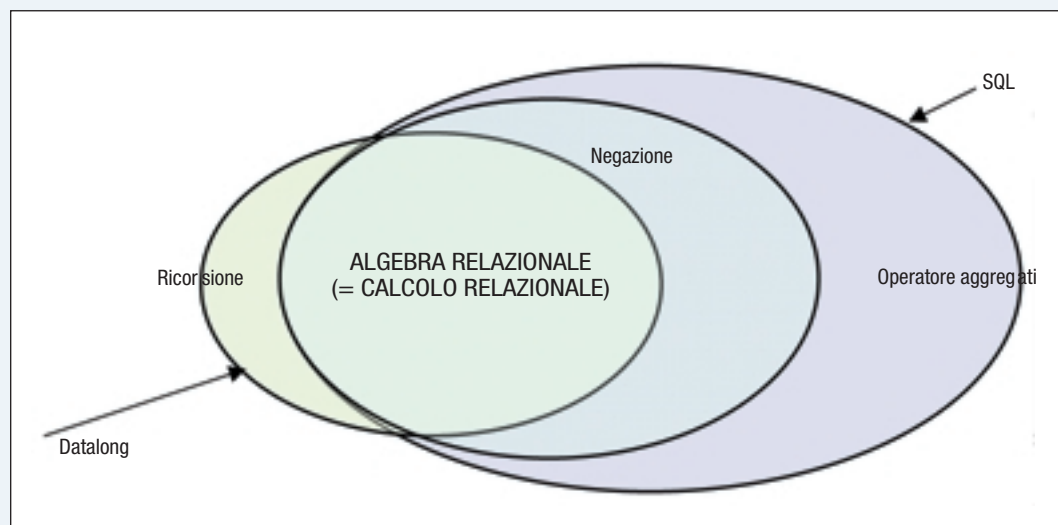 SQL
Negazione
ALGEBRA RELAZIONALE
(= CALCOLO RELAZIONALE)
Ricorsione
Operatore aggregati
Datalong